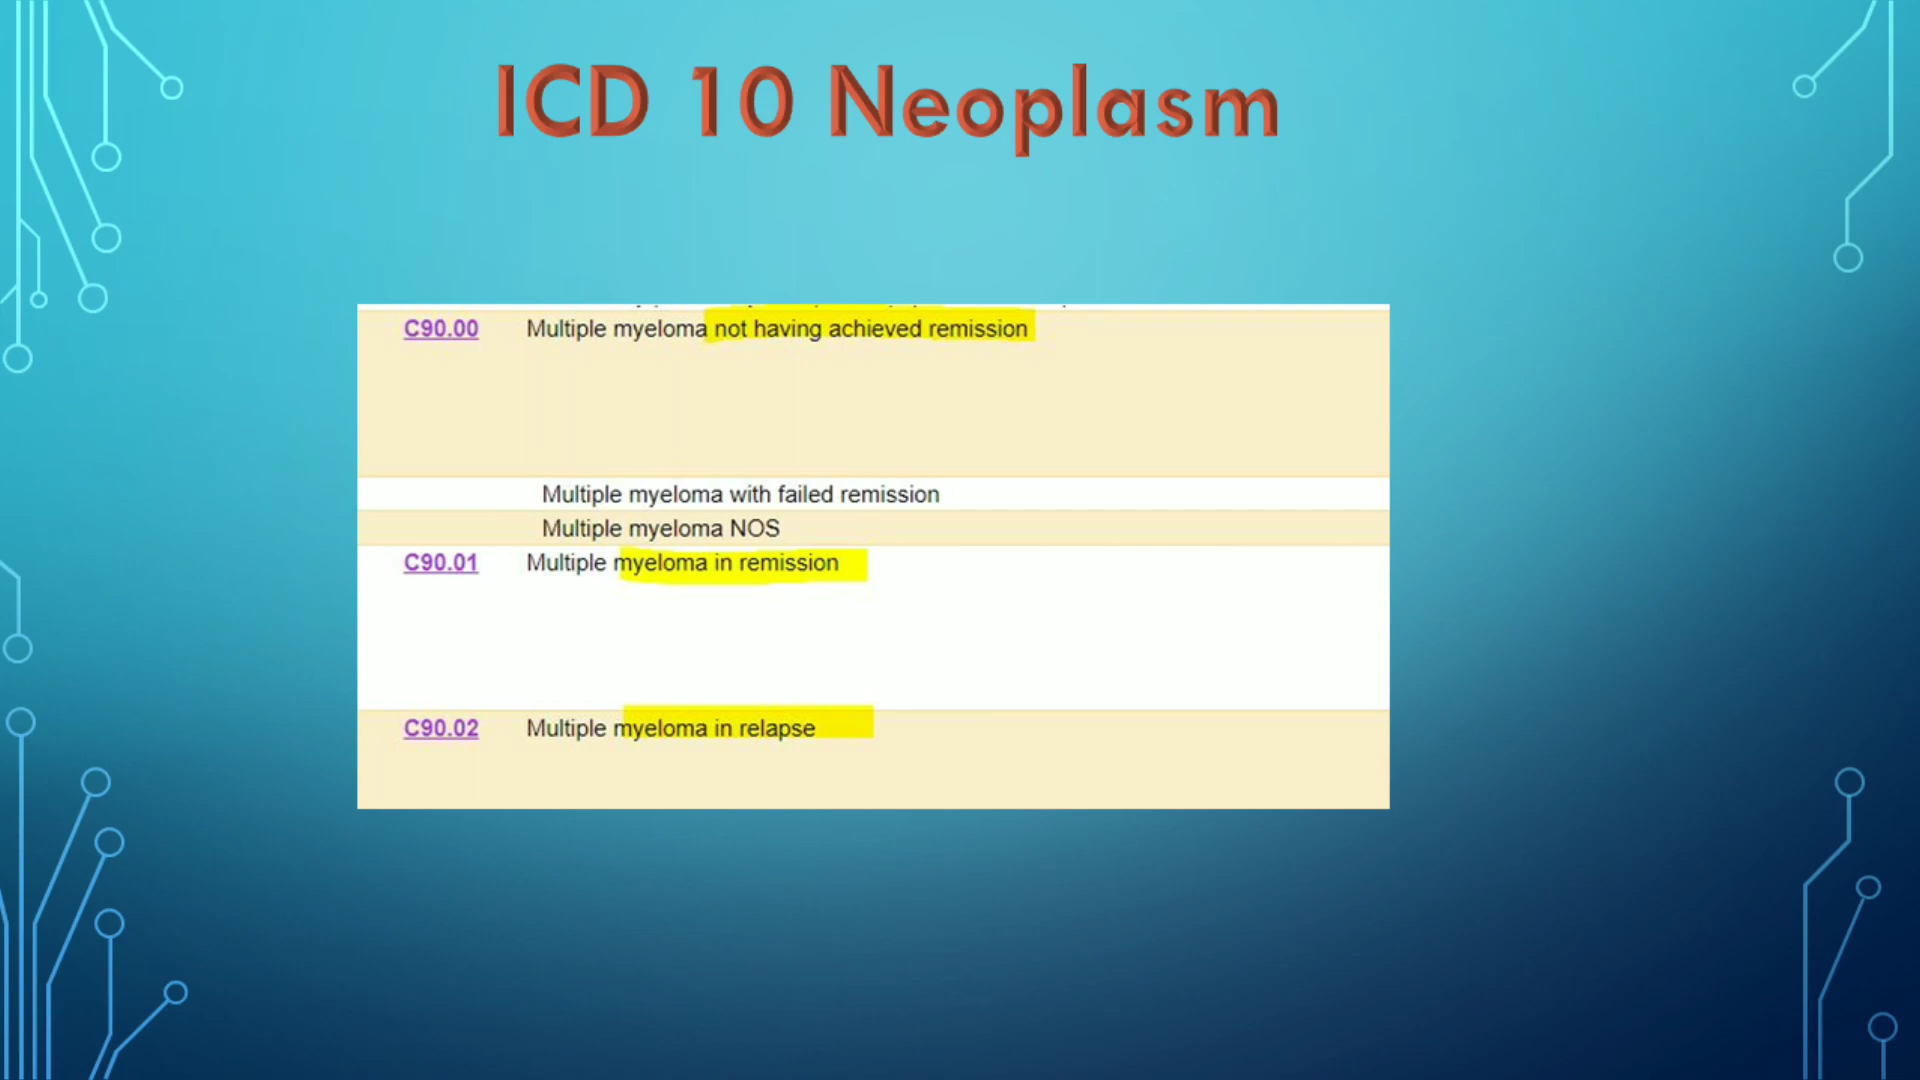 ICD 10 Neoplasm
C90.00 Multiple myeloma not having achieved remission
Multiple myeloma with failed remission
Multiple myeloma NOS
C90.01 Multiple myeloma in remission
C90.02 Multiple myeloma in relapse